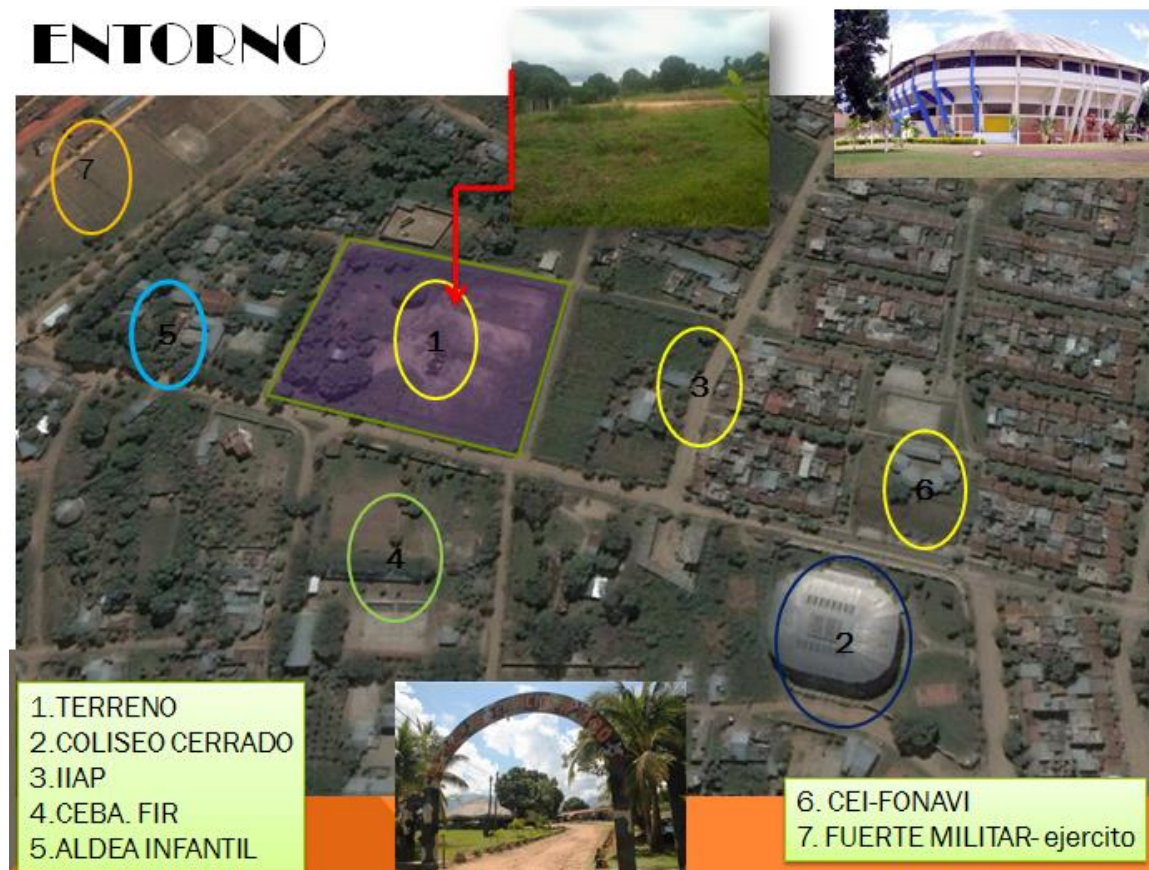 ENTORNO
7
5
1
3
6
4
2
1.TERRENO
2.COLISEO CERRADO
3.IIAP
4.CEBA. FIR
5.ALDEA INFANTIL
6. CEI-FONAVI
7. FUERTE MILITAR- ejercito